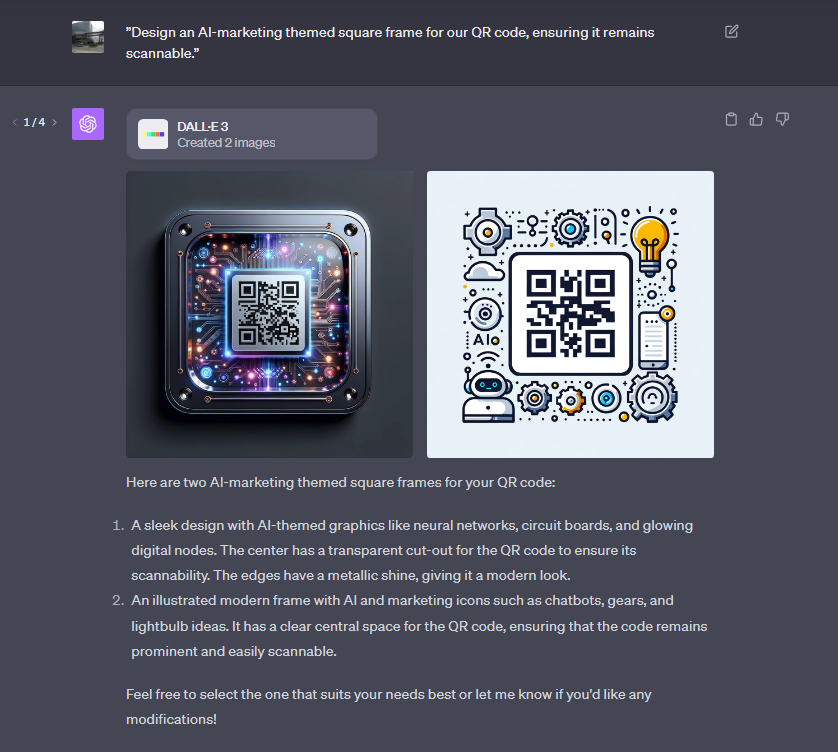 ”Design an AI-marketing themed square frame for our QR code, ensuring it remains
scannable.”
1/4
DALL·E 3
Created 2 images
AI
Here are two AI-marketing themed square frames for your QR code:
1. A sleek design with AI-themed graphics like neural networks, circuit boards, and glowing
digital nodes. The center has a transparent cut-out for the QR code to ensure its
scannability. The edges have a metallic shine, giving it a modern look.
2. An illustrated modern frame with AI and marketing icons such as chatbots, gears, and
lightbulb ideas. It has a clear central space for the QR code, ensuring that the code remains
prominent and easily scannable.
Feel free to select the one that suits your needs best or let me know if you'd like any
modifications!